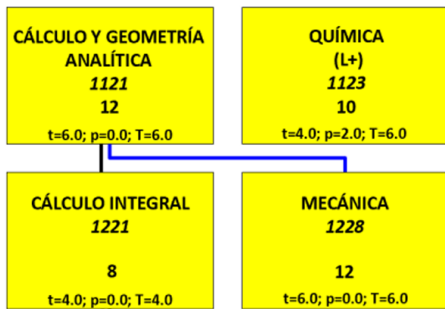 CÁLCULO Y GEOMETRÍA
ANALÍTICA
1121
12
t=6.0; p=0.0; T=6.0
QUÍMICA
(L+)
1123
10
t=4.0; p=2.0; T=6.0
CÁLCULO INTEGRAL
1221
8
t=4.0; p=0.0; T=4.0
MECÁNICA
1228
12
t=6.0; p=0.0; T=6.0